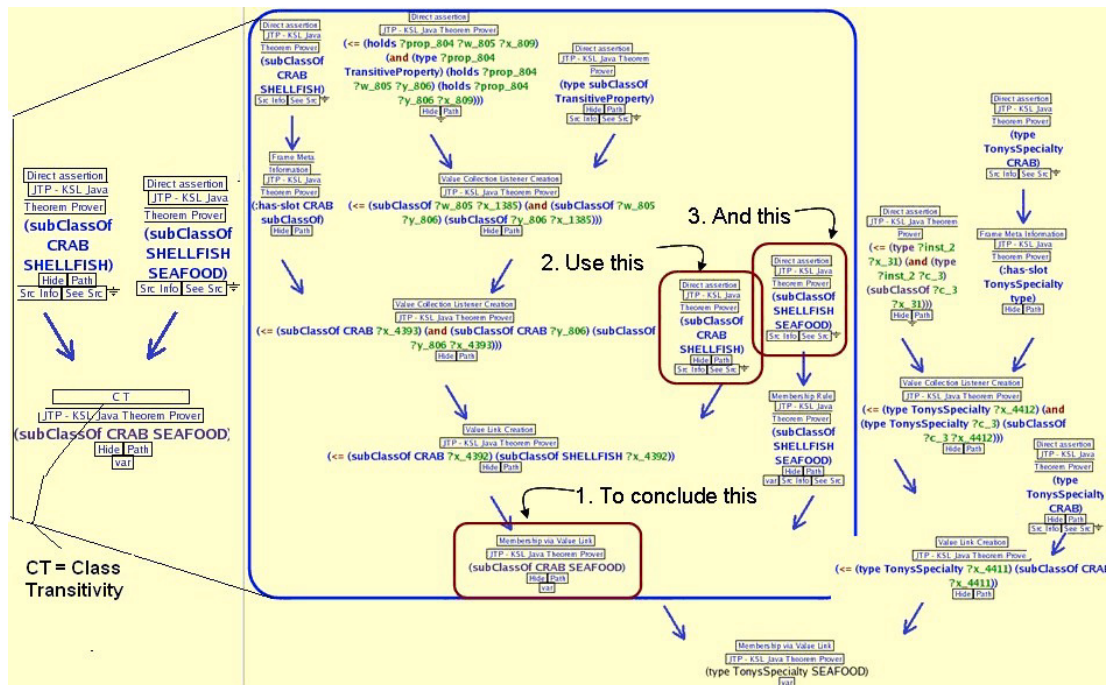 Direct assertion
JTP - KSL Java
Theorem Prover
(subClassOf
CRAB
SHELLFISH)
Hide Path
Src Info See Src
Direct assertion
JTP - KSL Java
Theorem Prover
(subClassOf
SHELLFISH
SEAFOOD)
Src Info See Src
C T
JTP - KSL Java Theorem Prover
(subClassOf CRAB SEAFOOD)
Hide Path
var
CT = Class
Transitivity
Direct assertion
JTP - KSL Java
Theorem Prover
(subClassOf
CRAB
SHELLFISH)
Src Info See Src
Direct assertion
JTP - KSL Java Theorem Prover
(<= (holds ?prop_804 ?w_805 ?x_809)
(and (type ?prop_804
TransitiveProperty) (holds ?prop_804
?w_805 ?y_806) (holds ?prop_804
?y_806 ?x_809)))
Hide Path
Direct assertion
JTP - KSL Java Theorem
Prover
(type subClassOf
TransitiveProperty)
Hide Path
Src Info See Src
Frame Meta
Information
JTP - KSL Java
Theorem Prover
(:has-slot CRAB
subClassOf)
Hide Path
Value Collection Listener Creation
JTP - KSL Java Theorem Prover
(<= (subClassOf ?w_805 ?x_1385) (and (subClassOf ?w_805
?y_806) (subClassOf ?y_806 ?x_1385)))
Hide Path
Value Collection Listener Creation
JTP - KSL Java Theorem Prover
(<= (subClassOf CRAB ?x_4393) (and (subClassOf CRAB ?y_806) (subClassOf
?y_806 ?x_4393)))
Hide Path
2. Use this
3. And this
Direct assertion
JTP - KSL Java
Theorem Prover
(subClassOf
CRAB
SHELLFISH)
Hide Path
Src Info See Src
Direct assertion
JTP - KSL Java
Theorem Prover
(subClassOf
SHELLFISH
SEAFOOD)
Src Info See Src
Membership Rule
JTP - KSL Java
Theorem Prover
(subClassOf
SHELLFISH
SEAFOOD)
Hide Path
var Src Info See Src
Value Link Creation
JTP - KSL Java Theorem Prover
(<= (subClassOf CRAB ?x_4392) (subClassOf SHELLFISH ?x_4392))
Hide Path
1. To conclude this
Membership via Value Link
JTP - KSL Java Theorem Prover
(subClassOf CRAB SEAFOOD)
Hide Path
var
Direct assertion
JTP - KSL Java
Theorem Prover
(type
TonysSpecialty
CRAB)
Hide Path
Src Info See Src
Direct assertion
JTP - KSL Java Theorem
Prover
(<= (type ?inst_2
?x_31) (and (type
?inst_2 ?c_3)
(subClassOf ?c_3
?x_31)))
Hide Path
Frame Meta Information
JTP - KSL Java
Theorem Prover
(:has-slot
TonysSpecialty
type)
Hide Path
Value Collection Listener Creation
JTP - KSL Java Theorem Prover
(<= (type TonysSpecialty ?x_4412) (and
(type TonysSpecialty ?c_3) (subClassOf
?c_3 ?x_4412)))
Hide Path
Direct assertion
JTP - KSL Java
Theorem Prover
(type
TonysSpecialty
CRAB)
Hide Path
Src Info See Src
Value Link Creation
JTP - KSL Java Theorem Prove
(<= (type TonysSpecialty ?x_4411) (subClassOf CRAB
?x_4411))
Hide Path
Membership via Value Link
JTP - KSL Java Theorem Prover
(type TonysSpecialty SEAFOOD)
var